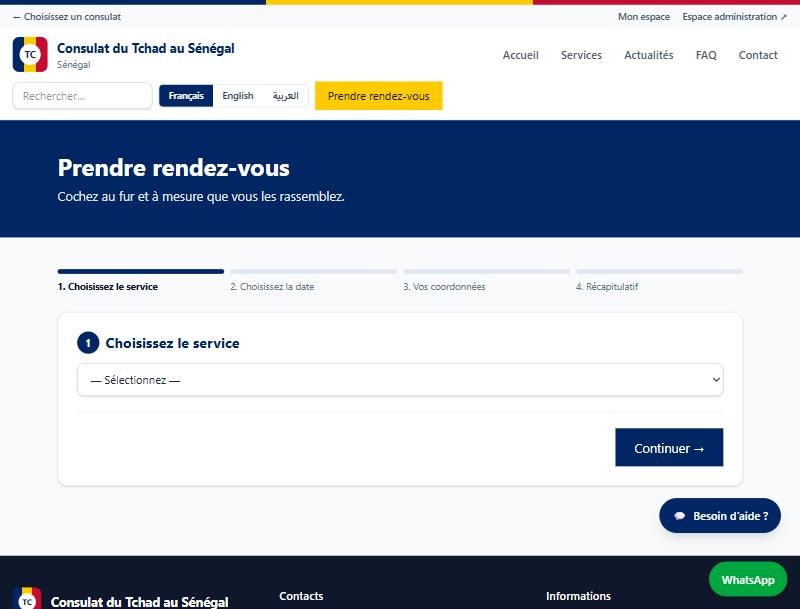 ← Choisissez un consulat
Mon espace
Espace administration ↗
TC
Consulat du Tchad au Sénégal
Sénégal
Accueil
Services
Actualités
FAQ
Contact
Rechercher...
Français
English
العربية
Prendre rendez-vous
Prendre rendez-vous
Cochez au fur et à mesure que vous les rassemblez.
1. Choisissez le service
2. Choisissez la date
3. Vos coordonnées
4. Récapitulatif
1 Choisissez le service
— Sélectionnez —
Continuer →
Besoin d'aide ?
WhatsApp
TC
Consulat du Tchad au Sénégal
Contacts
Informations